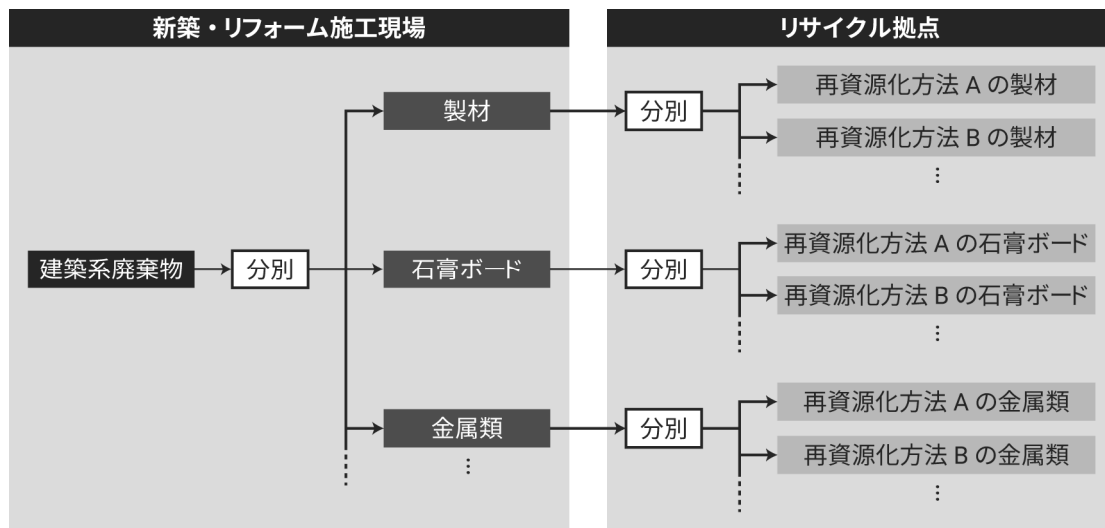 新築・リフォーム施工現場
リサイクル拠点
建築系廃棄物
分別
製材
分別
再資源化方法 A の製材
再資源化方法 B の製材
⋮
石膏ボード
分別
再資源化方法 A の石膏ボード
再資源化方法 B の石膏ボード
⋮
金属類
⋮
分別
再資源化方法 A の金属類
再資源化方法 B の金属類
⋮